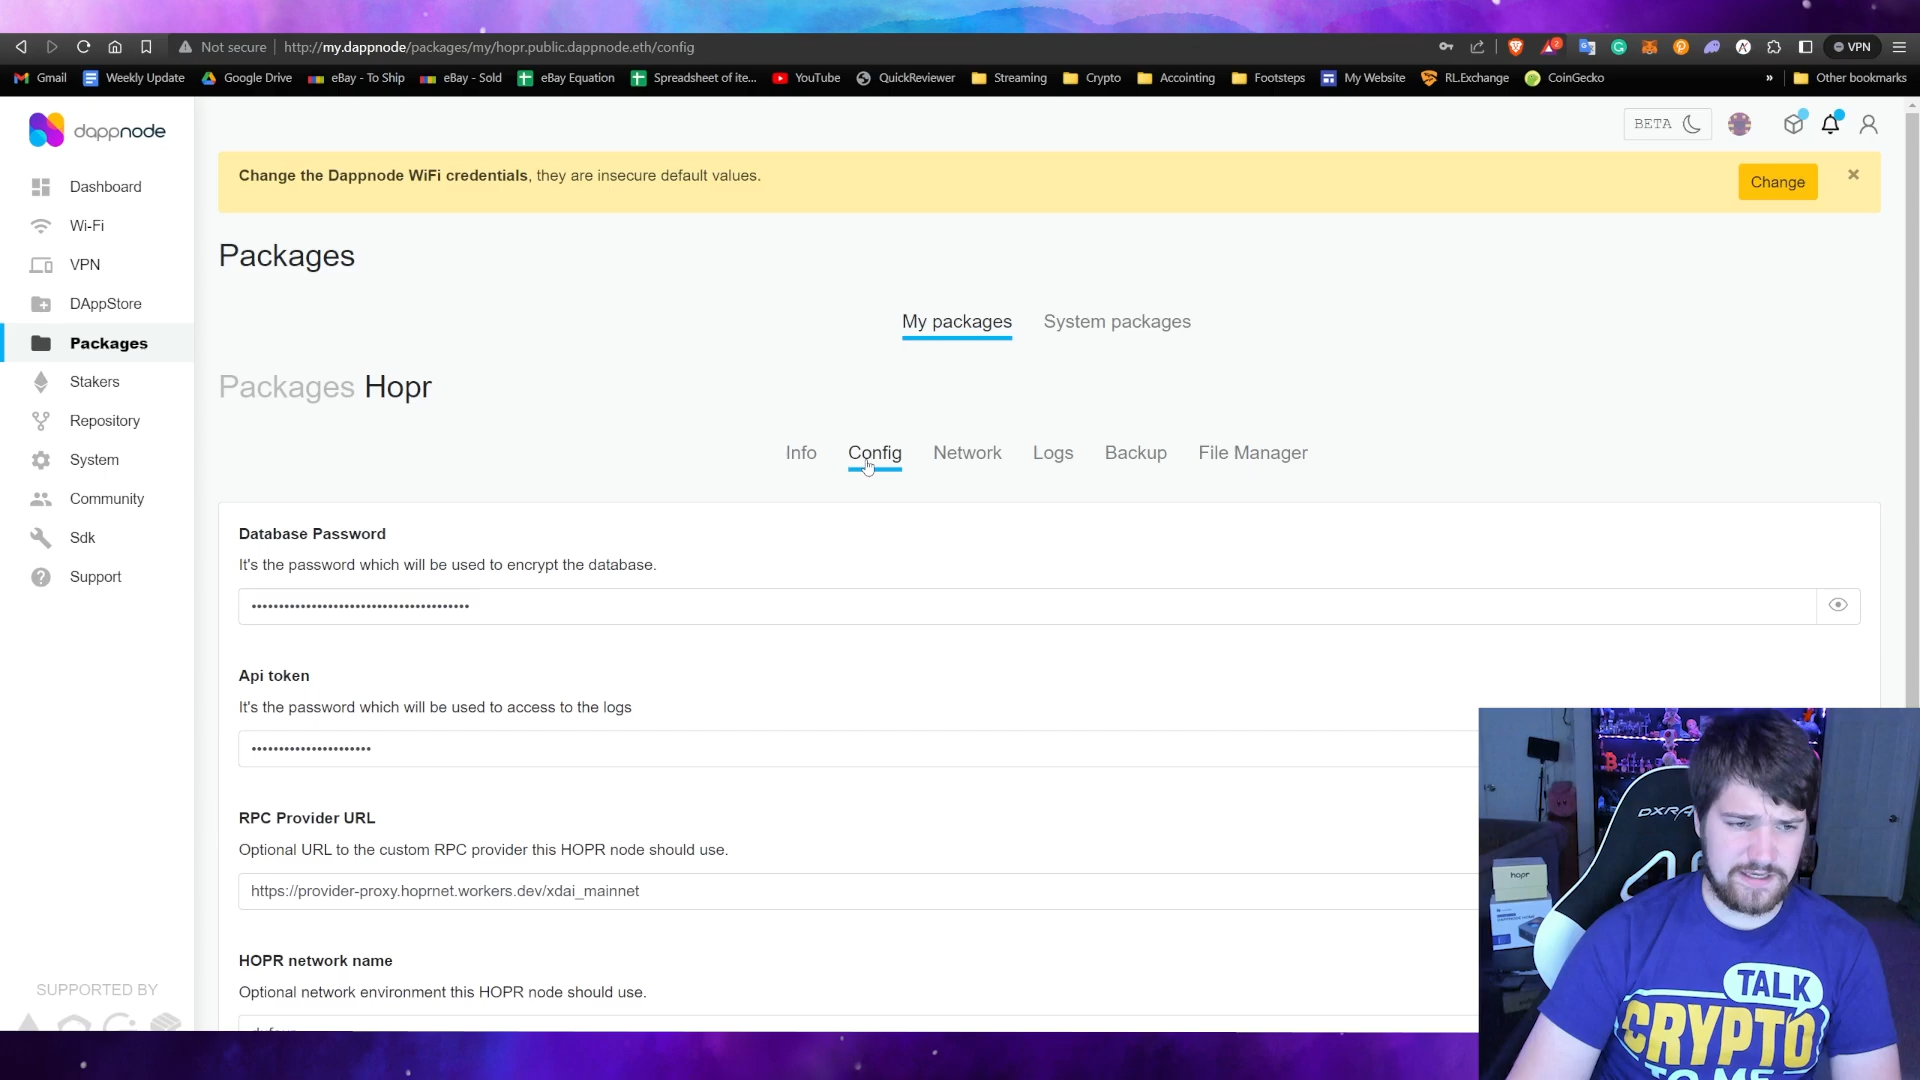 Not secure
http://my.dappnode/packages/my/hopr.public.dappnode.eth/config
2
VPN
Gmail
Weekly Update
Google Drive
eBay - To Ship
eBay - Sold
eBay Equation
Spreadsheet of ite...
YouTube
QuickReviewer
Streaming
Crypto
Accointing
Footsteps
My Website
RL.Exchange
CoinGecko
»
Other bookmarks
dappnode
BETA
Dashboard
Wi-Fi
VPN
DAppStore
Packages
Stakers
Repository
System
Community
Sdk
Support
SUPPORTED BY
Change the Dappnode WiFi credentials, they are insecure default values.
Change
×
Packages
My packages
System packages
Packages Hopr
Info
Config
Network
Logs
Backup
File Manager
Database Password
It's the password which will be used to encrypt the database.
Api token
It's the password which will be used to access to the logs
RPC Provider URL
Optional URL to the custom RPC provider this HOPR node should use.
https://provider-proxy.hoprnet.workers.dev/xdai_mainnet
HOPR network name
Optional network environment this HOPR node should use.
hopr
TALK
CRYPTO
TO ME